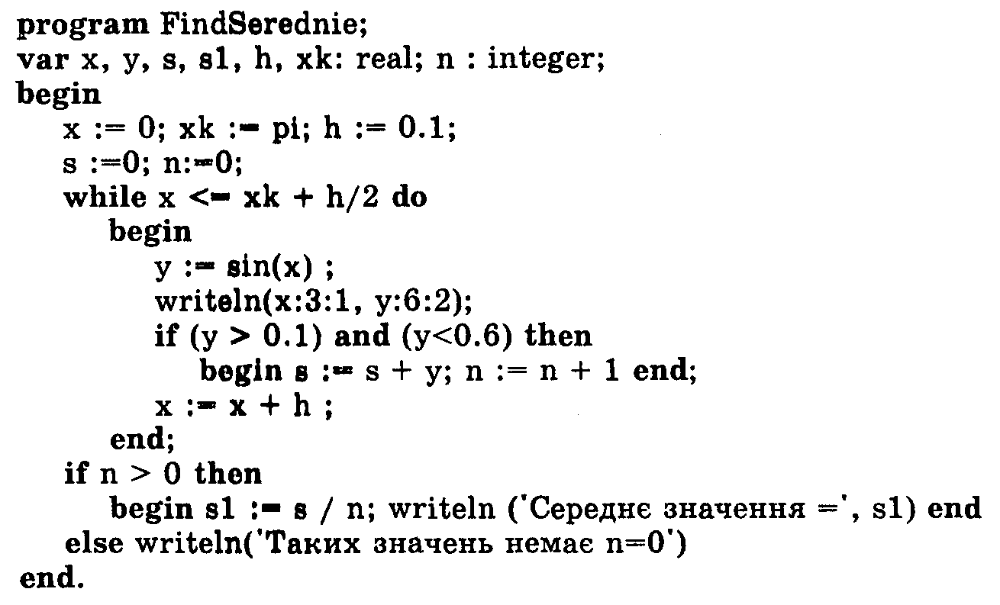 program FindSerednie;
var x, y, s, s1, h, xk: real; n : integer;
begin
x := 0; xk := pi; h := 0.1;
s :=0; n:=0;
while x <= xk + h/2 do
begin
y := sin(x) ;
writeln(x:3:1, y:6:2);
if (y > 0.1) and (y<0.6) then
begin s := s + y; n := n + 1 end;
x := x + h ;
end;
if n > 0 then
begin s1 := s / n; writeln ('Середнє значення =', s1) end
else writeln('Таких значень немає n=0')
end.